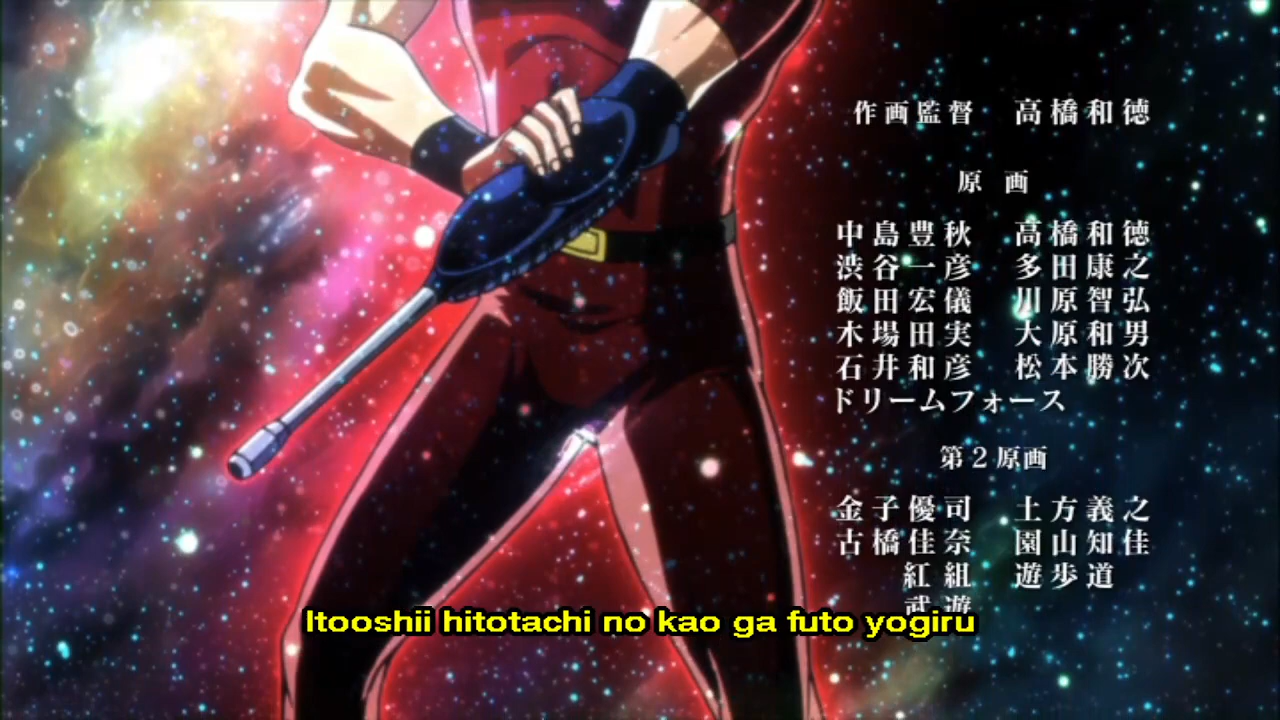 作画監督 高橋和徳
原画
中島豊秋 高橋和徳
渋谷一彦 多田康之
飯田宏儀 川原智弘
木場田実 大原和男
石井和彦 松本勝次
ドリームフォース
第2原画
金子優司 土方義之
古橋佳奈 園山知佳
紅組 遊歩道
武遊
Itooshii hitotachi no kao ga futo yogiru